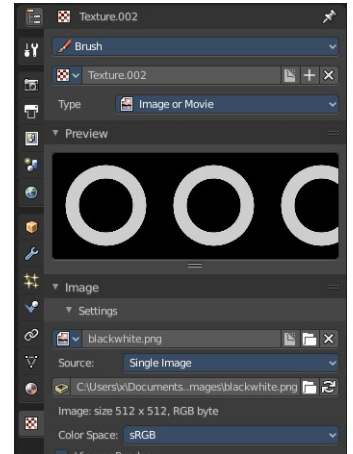 Texture.002
Brush
Texture.002
Type Image or Movie
Preview
Image
Settings
blackwhite.png
Source: Single Image
C:\Users\x\Documents..mages\blackwhite.png
Image: size 512 x 512, RGB byte
Color Space: sRGB